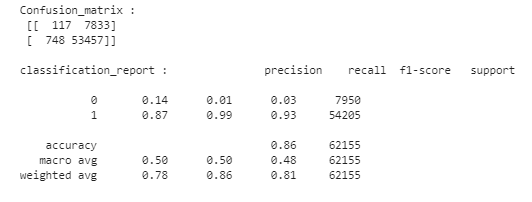 Confusion_matrix :
[[ 117 7833]
[ 748 53457]]
classification_report : precision recall f1-score support
0 0.14 0.01 0.03 7950
1 0.87 0.99 0.93 54205
accuracy 0.86 62155
macro avg 0.50 0.50 0.48 62155
weighted avg 0.78 0.86 0.81 62155